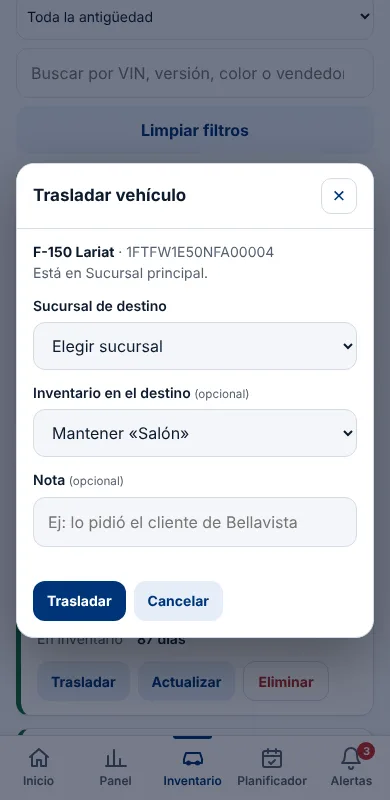 Toda la antigüedad
Buscar por VIN, versión, color o vendedor
Limpiar filtros
Trasladar vehículo
✕
F-150 Lariat · 1FTFW1E50NFA00004
Está en Sucursal principal.
Sucursal de destino
Elegir sucursal
Inventario en el destino (opcional)
Mantener «Salón»
Nota (opcional)
Ej: lo pidió el cliente de Bellavista
Trasladar Cancelar
En inventario 87 días
Trasladar Actualizar Eliminar
3
Inicio Panel Inventario Planificador Alertas